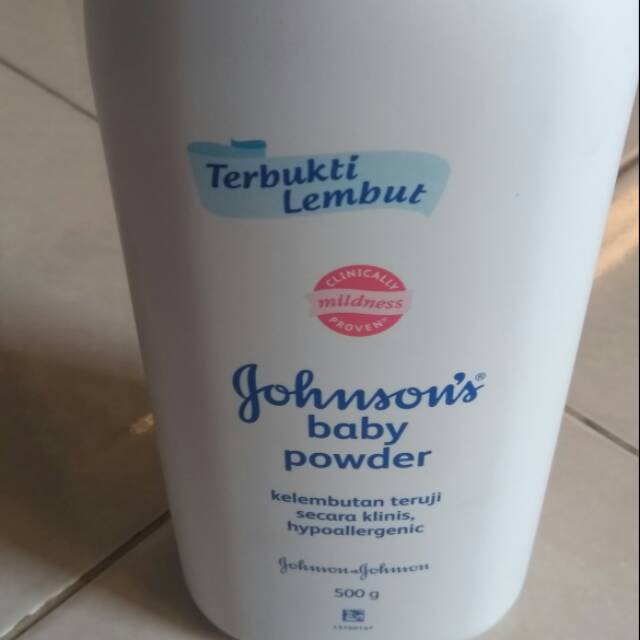 Terbukti
Lembut
CLINICALLY
mildness
PROVEN
Johnson's®
baby
powder
kelembutan teruji
secara klinis,
hypoallergenic
Johnson & Johnson
500 g